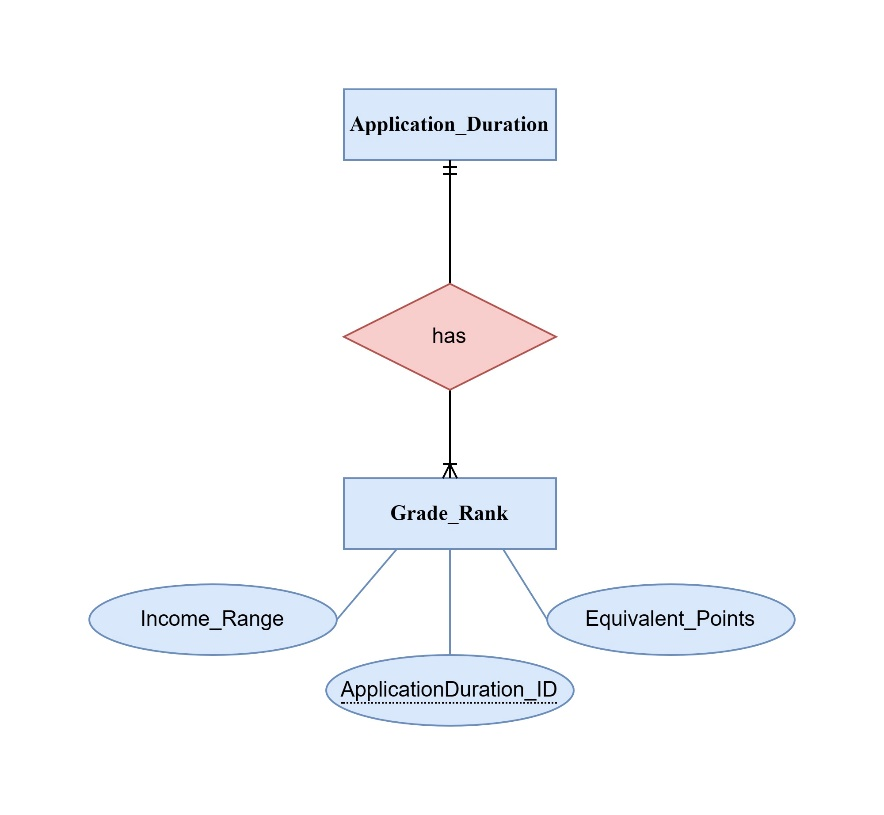 Application_Duration
has
Grade_Rank
Income_Range
Equivalent_Points
ApplicationDuration_ID